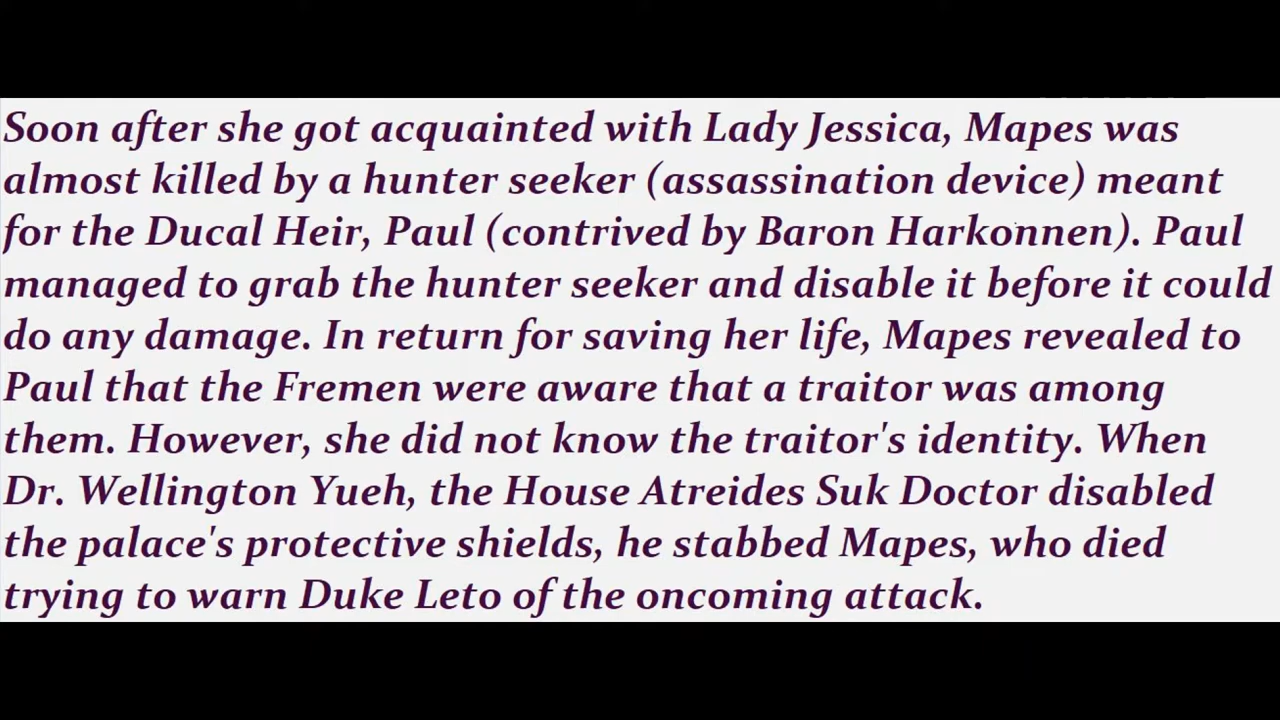 Soon after she got acquainted with Lady Jessica, Mapes was
almost killed by a hunter seeker (assassination device) meant
for the Ducal Heir, Paul (contrived by Baron Harkonnen). Paul
managed to grab the hunter seeker and disable it before it could
do any damage. In return for saving her life, Mapes revealed to
Paul that the Fremen were aware that a traitor was among
them. However, she did not know the traitor's identity. When
Dr. Wellington Yueh, the House Atreides Suk Doctor disabled
the palace's protective shields, he stabbed Mapes, who died
trying to warn Duke Leto of the oncoming attack.